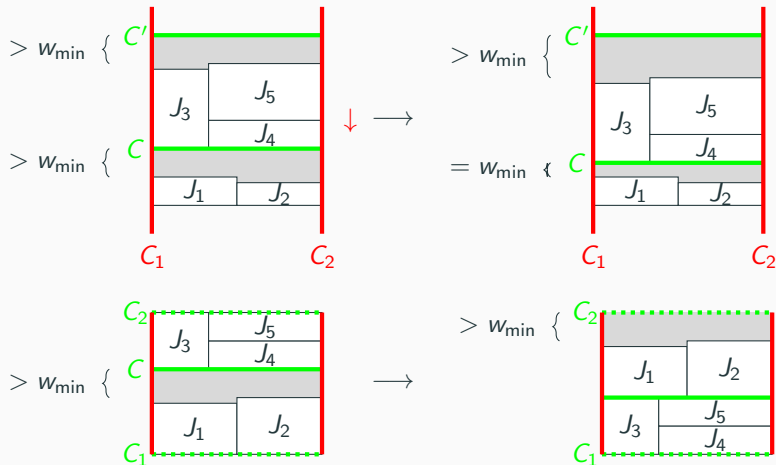 > w_min { C′ J_3 J_5 J_4
> w_min { C J_1 J_2
C_1 C_2
↓ ⟶
> w_min { C′ J_3 J_5 J_4
= w_min { C J_1 J_2
C_1 C_2
C_2 J_3 J_5 J_4
> w_min { C J_1 J_2
C_1
⟶
> w_min { C_2 J_1 J_2
J_3 J_5 J_4
C_1